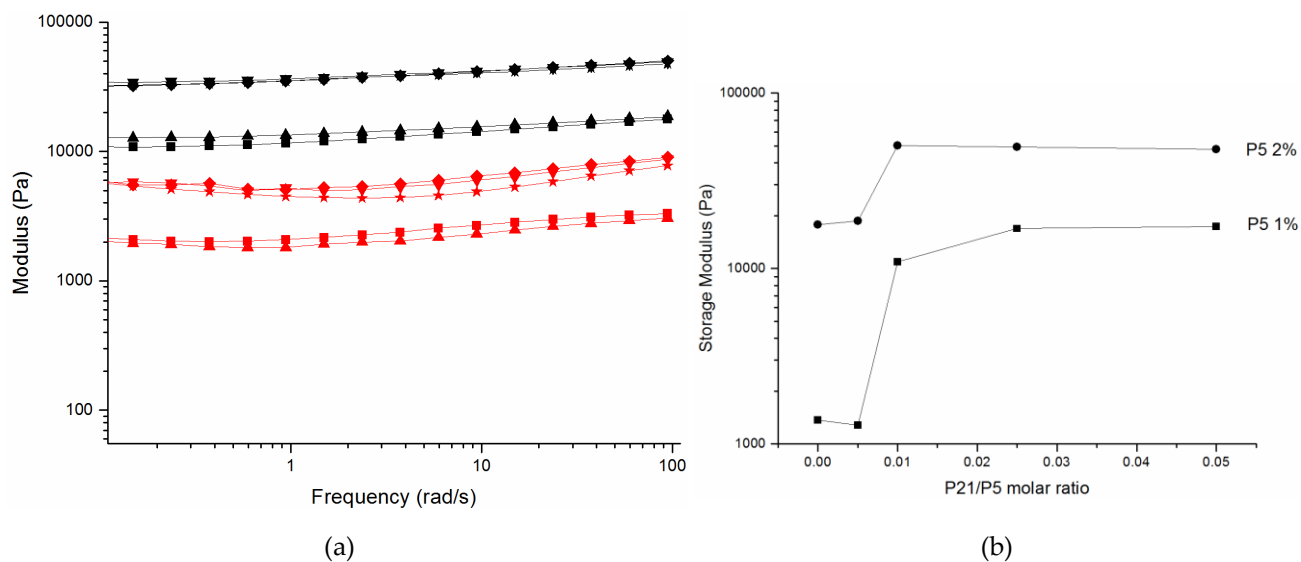 100000
10000
1000
100
Modulus (Pa)
1
10
100
Frequency (rad/s)
(a)
100000
10000
1000
Storage Modulus (Pa)
P5 2%
P5 1%
0.00
0.01
0.02
0.03
0.04
0.05
P21/P5 molar ratio
(b)